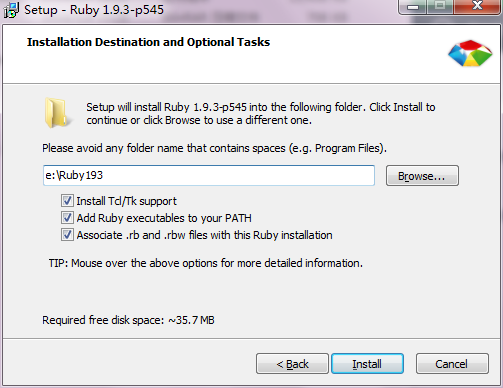 Setup - Ruby 1.9.3-p545
Installation Destination and Optional Tasks
Setup will install Ruby 1.9.3-p545 into the following folder. Click Install to
continue or click Browse to use a different one.
Please avoid any folder name that contains spaces (e.g. Program Files).
e:\Ruby193
Browse...
Install Tcl/Tk support
Add Ruby executables to your PATH
Associate .rb and .rbw files with this Ruby installation
TIP: Mouse over the above options for more detailed information.
Required free disk space: ~35.7 MB
< Back
Install
Cancel